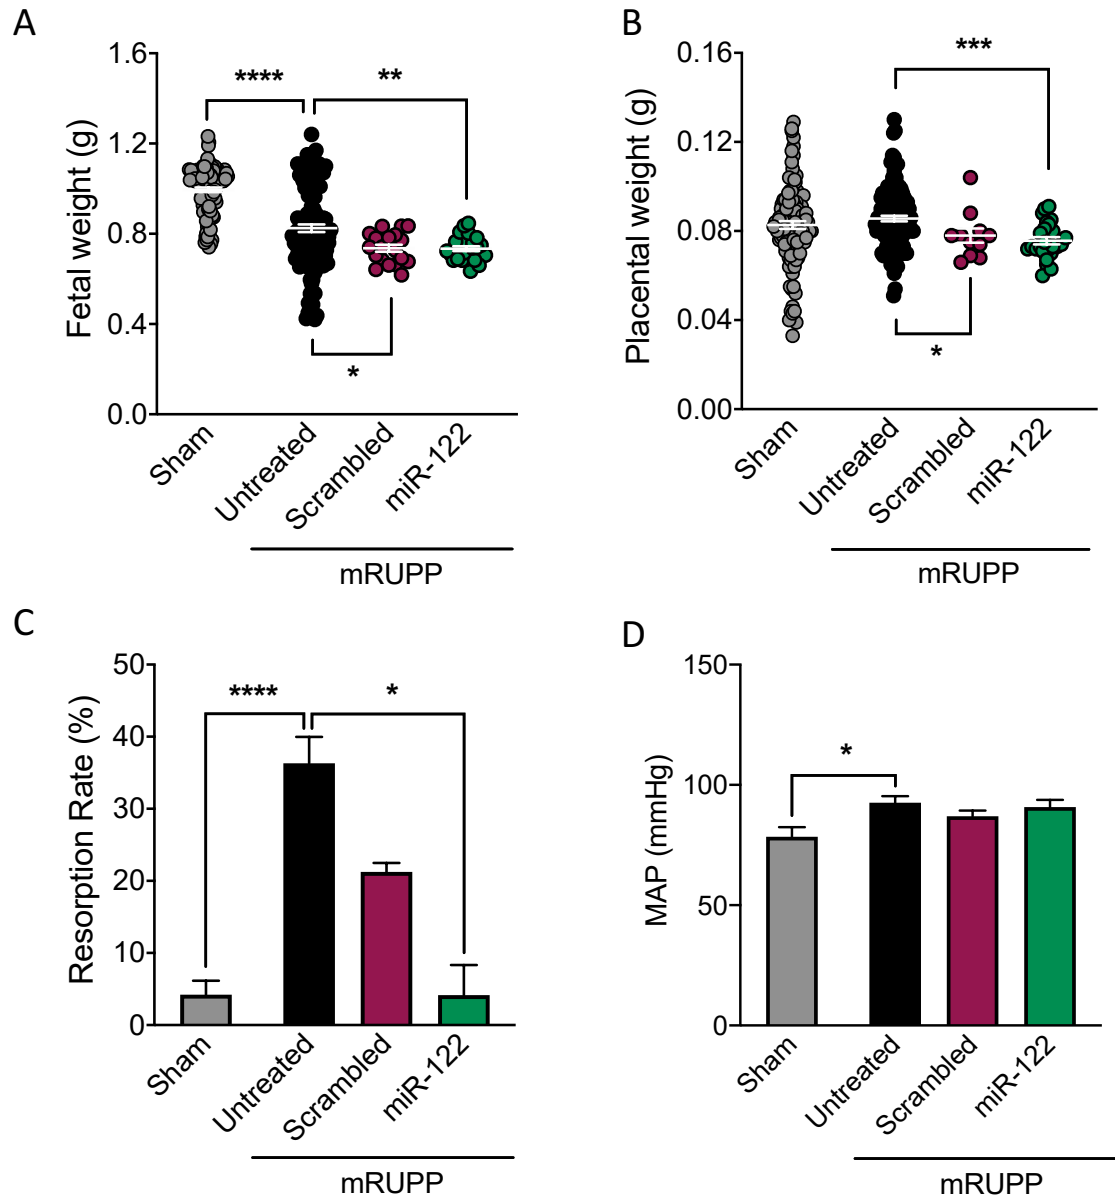 A
Fetal weight (g)
1.6
1.2
0.8
0.4
0.0
****
**
*
Sham
Untreated
Scrambled
miR-122
mRUPP
B
Placental weight (g)
0.16
0.12
0.08
0.04
0.00
***
*
Sham
Untreated
Scrambled
miR-122
mRUPP
C
Resorption Rate (%)
50
40
30
20
10
0
****
*
Sham
Untreated
Scrambled
miR-122
mRUPP
D
MAP (mmHg)
150
100
50
0
*
Sham
Untreated
Scrambled
miR-122
mRUPP